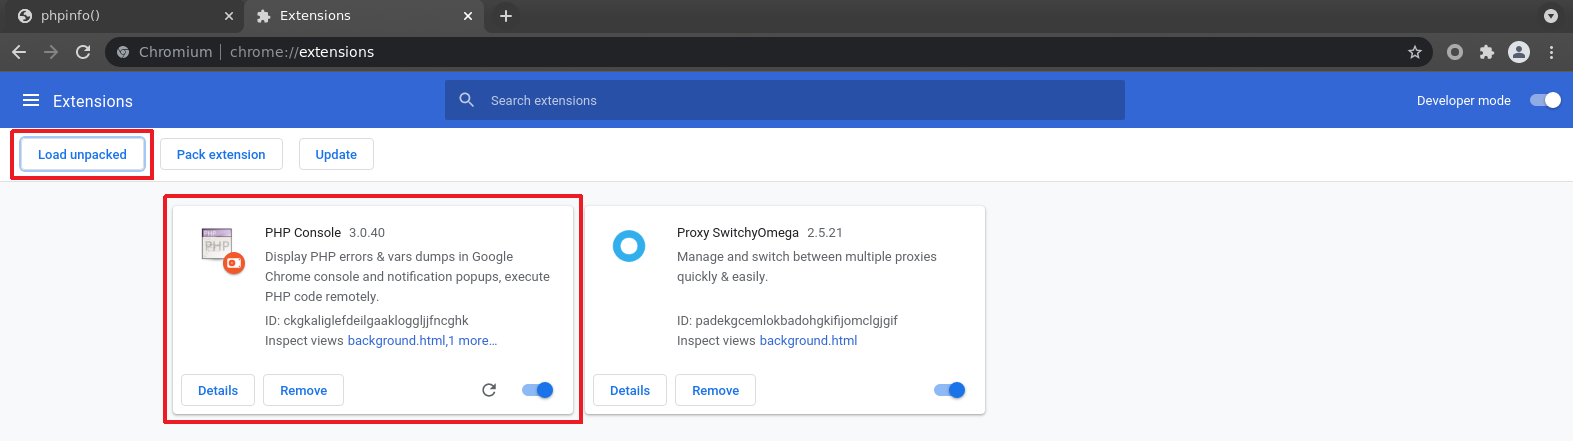 phpinfo()
Extensions
Chromium
chrome://extensions
Extensions
Search extensions
Developer mode
Load unpacked
Pack extension
Update
PHP
PHP Console 3.0.40
Display PHP errors & vars dumps in Google
Chrome console and notification popups, execute
PHP code remotely.
ID: ckgkaliglefdeilgaakloggljjfncghk
Inspect views background.html,1 more...
Details
Remove
Proxy SwitchyOmega 2.5.21
Manage and switch between multiple proxies
quickly & easily.
ID: padekgcemlokbadohgkifijomclgjgif
Inspect views background.html
Details
Remove